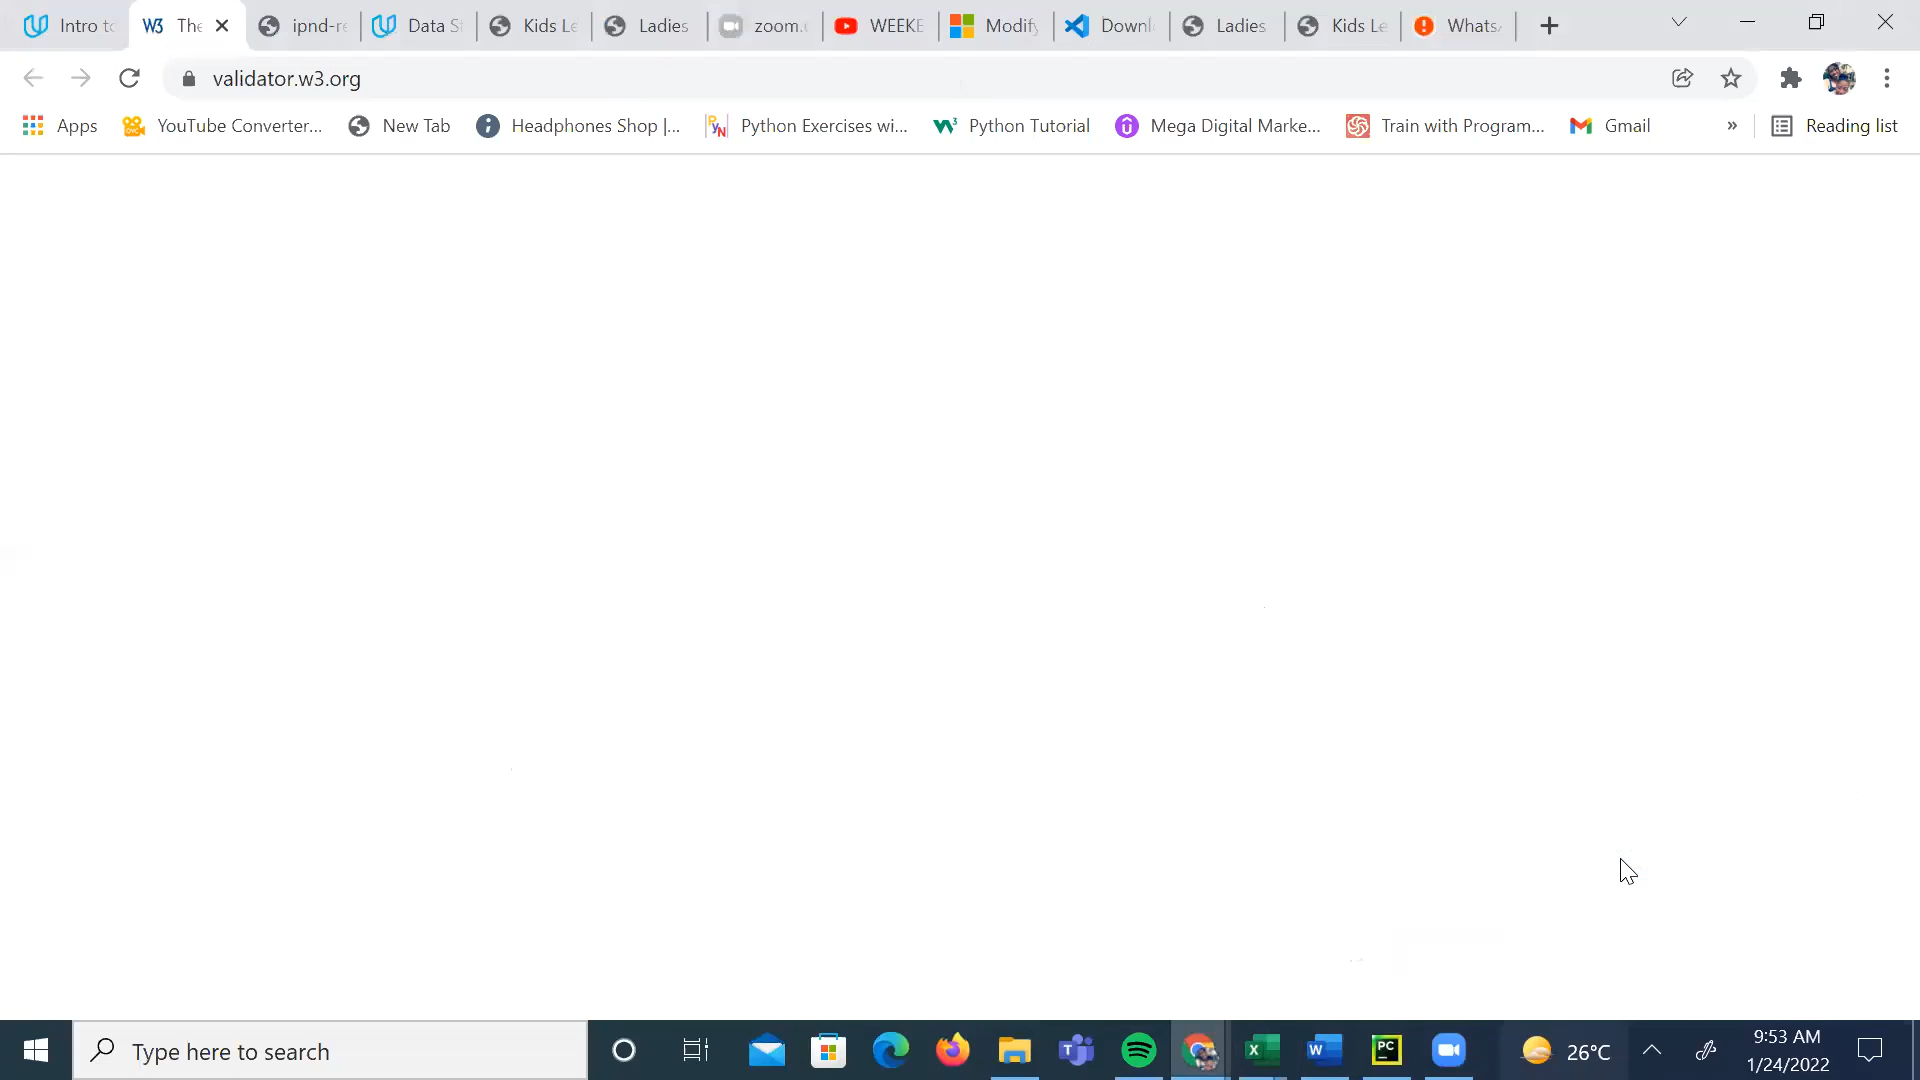 Intro to
The
ipnd-re
Data St
Kids Le
Ladies
zoom.
WEEKE
Modify
Downl
Ladies
Kids Le
Whats
validator.w3.org
Apps
YouTube Converter...
New Tab
Headphones Shop |...
Python Exercises wi...
Python Tutorial
Mega Digital Marke...
Train with Program...
Gmail
»
Reading list
Type here to search
26°C
9:53 AM
1/24/2022